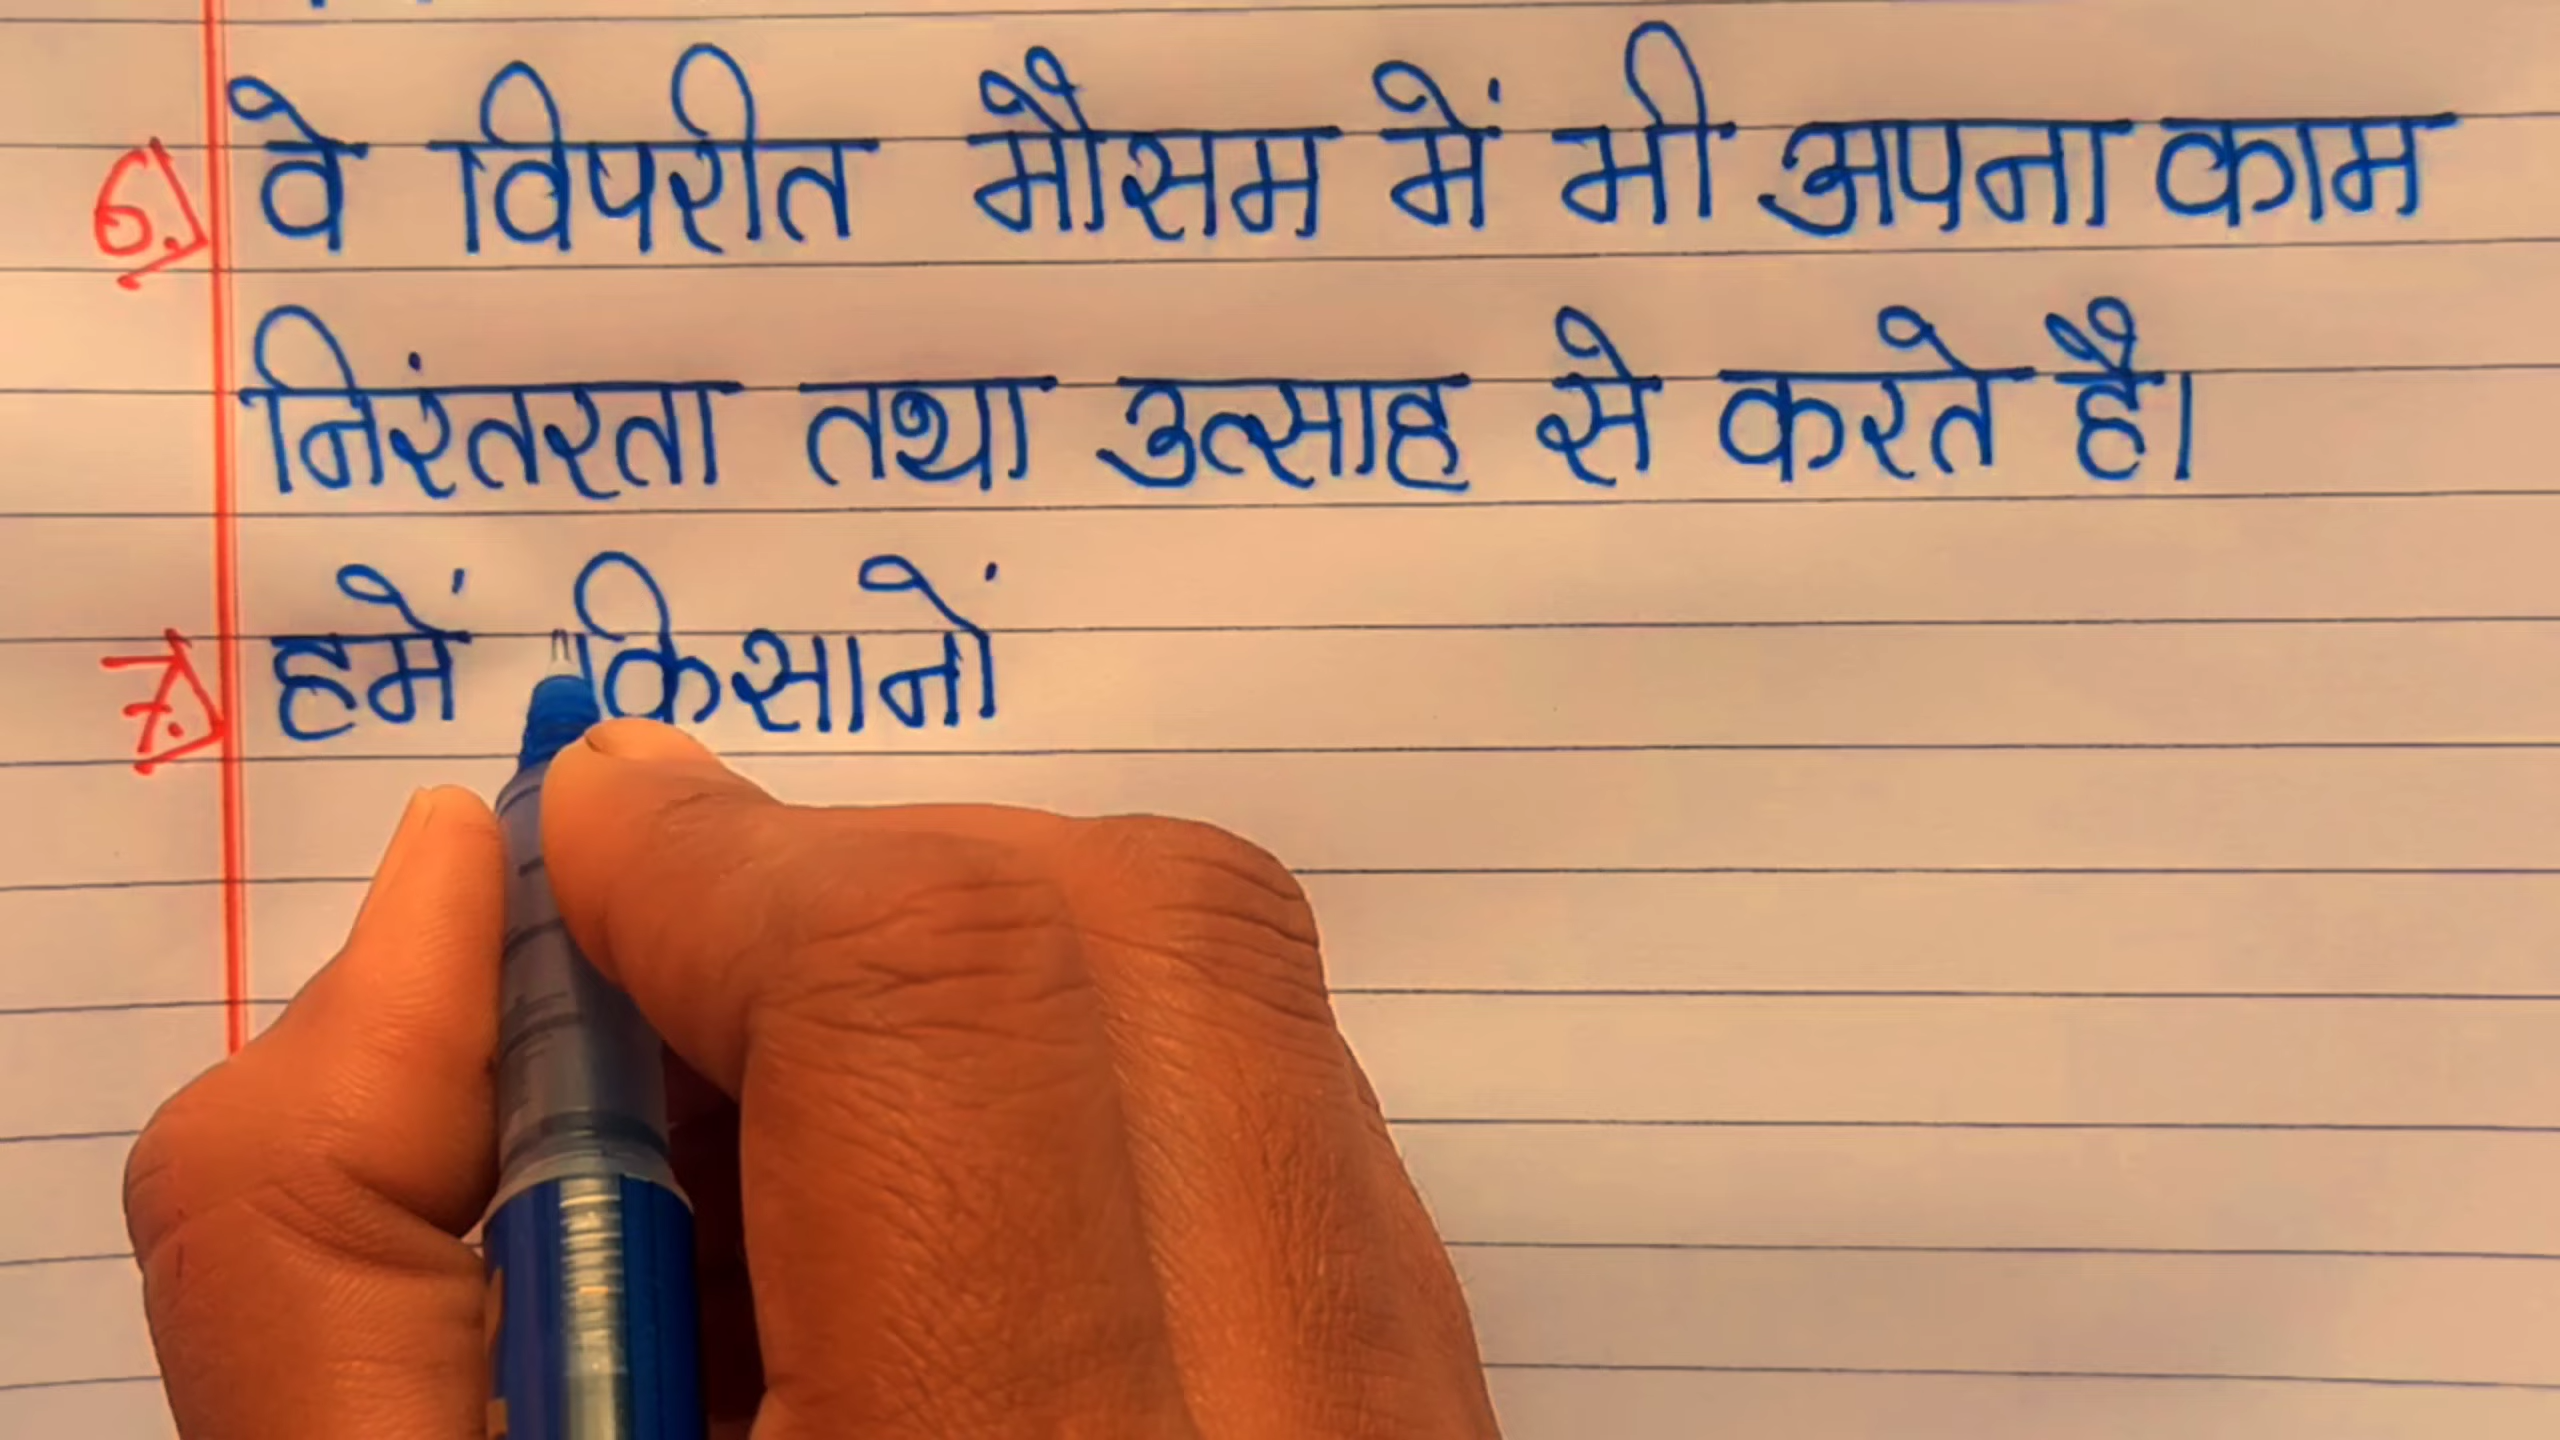 6. वे विपरीत मौसम में भी अपना काम
निरंतरता तथा उत्साह से करते है।
7. हमें किसानों